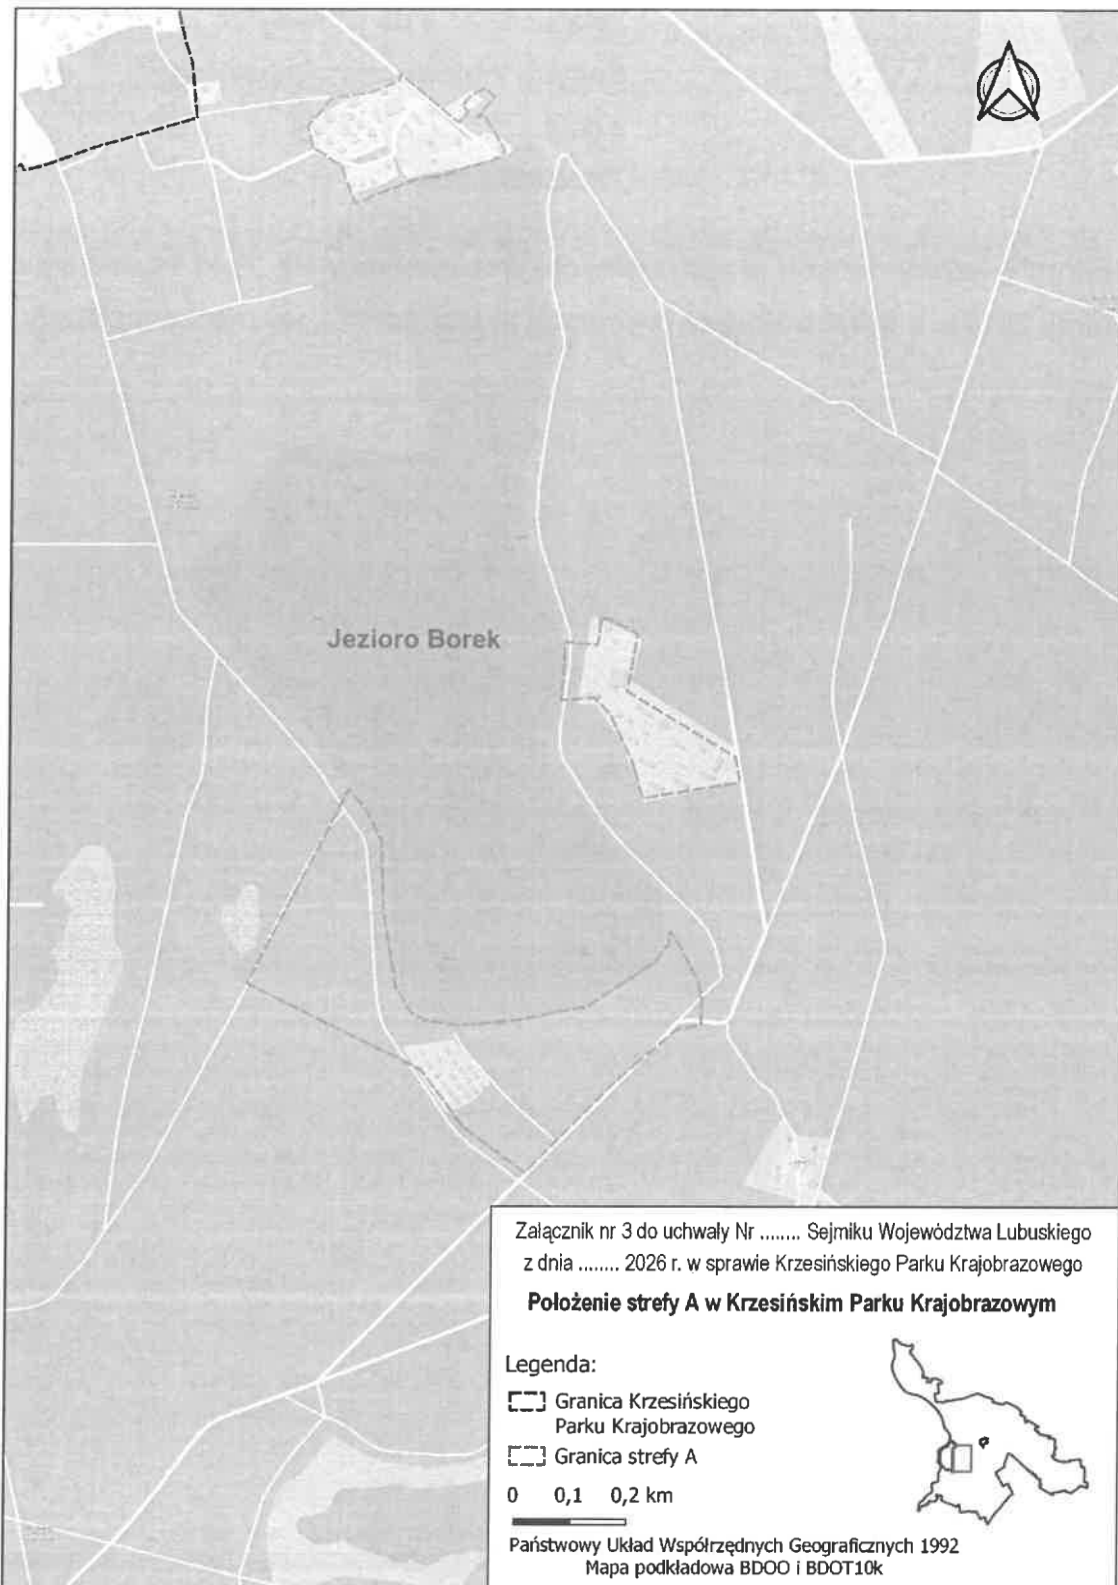 Jezioro Borek
Załącznik nr 3 do uchwały Nr ........ Sejmiku Województwa Lubuskiego
z dnia ........ 2026 r. w sprawie Krzesińskiego Parku Krajobrazowego
Położenie strefy A w Krzesińskim Parku Krajobrazowym
Legenda:
Granica Krzesińskiego
Parku Krajobrazowego
Granica strefy A
0 0,1 0,2 km
Państwowy Układ Współrzędnych Geograficznych 1992
Mapa podkładowa BDOO i BDOT10k